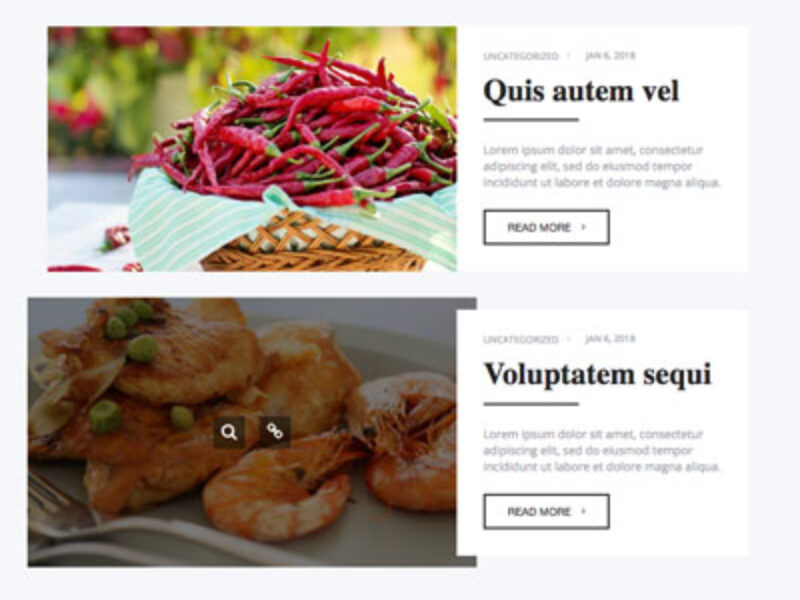 UNCATEGORIZED • JAN 6, 2018
Quis autem vel
Lorem ipsum dolor sit amet, consectetur
adipiscing elit, sed do eiusmod tempor
incididunt ut labore et dolore magna aliqua.
READ MORE ›
UNCATEGORIZED • JAN 6, 2018
Voluptatem sequi
Lorem ipsum dolor sit amet, consectetur
adipiscing elit, sed do eiusmod tempor
incididunt ut labore et dolore magna aliqua.
READ MORE ›